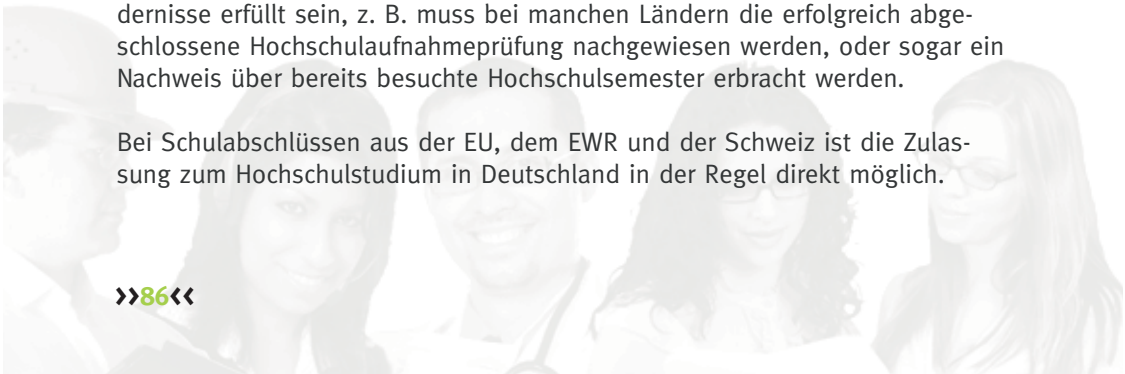 dernisse erfüllt sein, z. B. muss bei manchen Ländern die erfolgreich abge-
schlossene Hochschulaufnahmeprüfung nachgewiesen werden, oder sogar ein
Nachweis über bereits besuchte Hochschulsemester erbracht werden.
Bei Schulabschlüssen aus der EU, dem EWR und der Schweiz ist die Zulas-
sung zum Hochschulstudium in Deutschland in der Regel direkt möglich.
››86‹‹